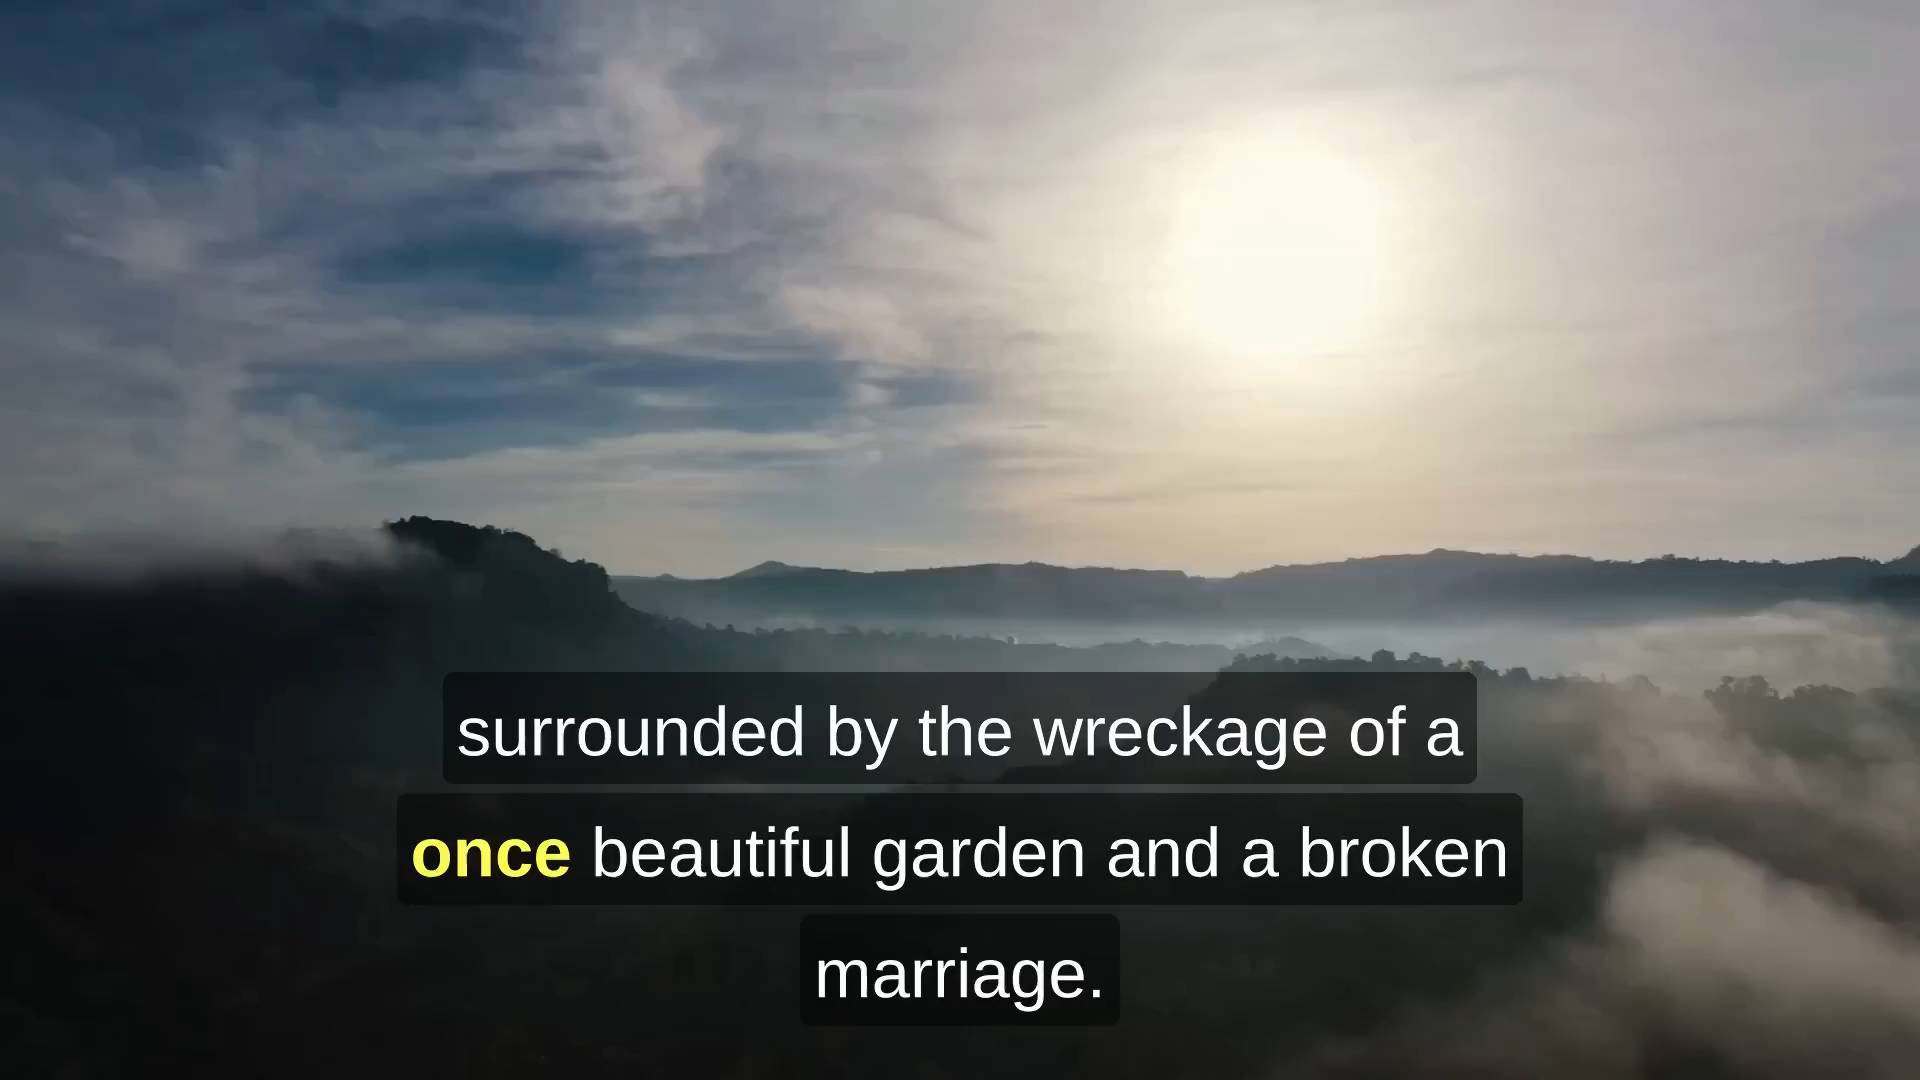 surrounded by the wreckage of a
once beautiful garden and a broken
marriage.